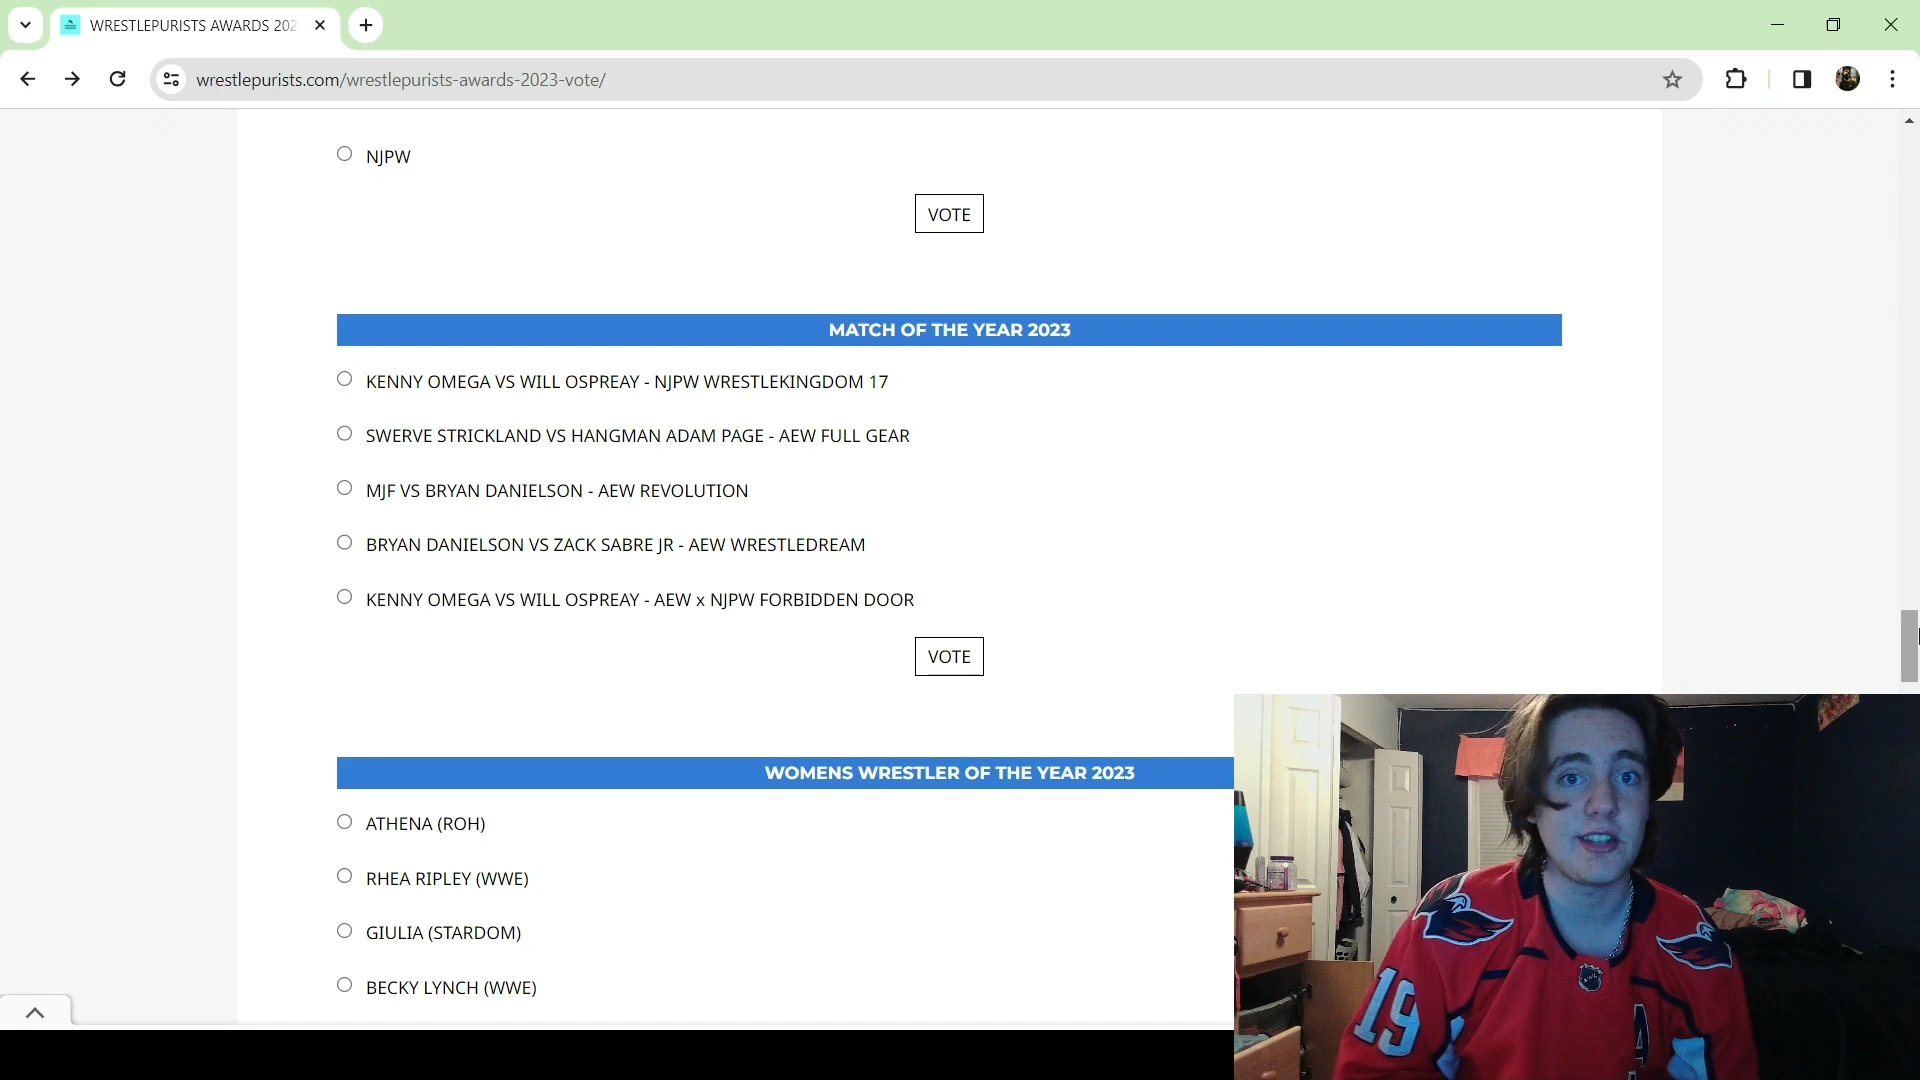 WRESTLEPURISTS AWARDS 202
wrestlepurists.com/wrestlepurists-awards-2023-vote/
NJPW
VOTE
MATCH OF THE YEAR 2023
KENNY OMEGA VS WILL OSPREAY - NJPW WRESTLEKINGDOM 17
SWERVE STRICKLAND VS HANGMAN ADAM PAGE - AEW FULL GEAR
MJF VS BRYAN DANIELSON - AEW REVOLUTION
BRYAN DANIELSON VS ZACK SABRE JR - AEW WRESTLEDREAM
KENNY OMEGA VS WILL OSPREAY - AEW x NJPW FORBIDDEN DOOR
VOTE
WOMENS WRESTLER OF THE YEAR 2023
ATHENA (ROH)
RHEA RIPLEY (WWE)
GIULIA (STARDOM)
BECKY LYNCH (WWE)
19
A